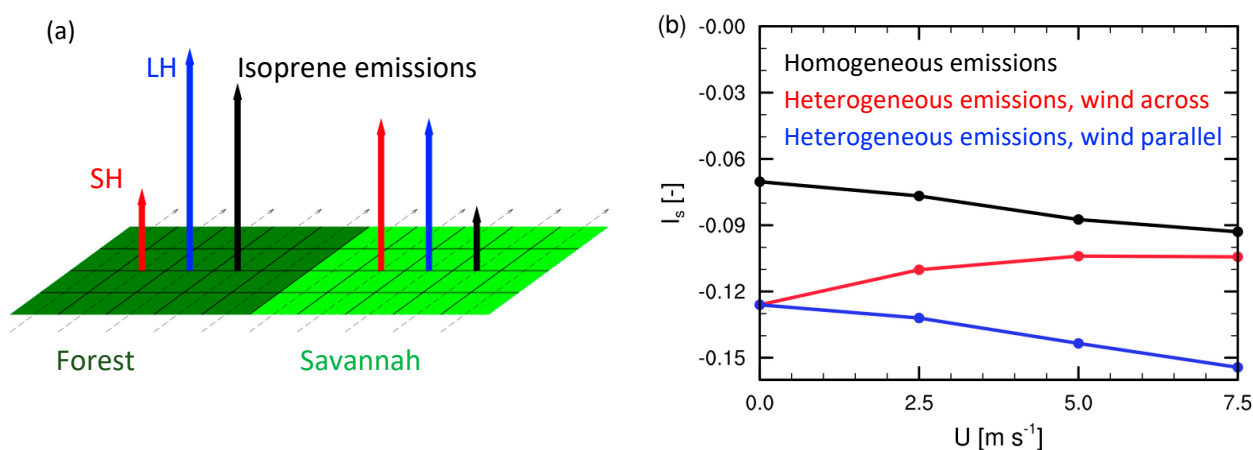 (a)
LH
Isoprene emissions
SH
Forest
Savannah
(b)
-0.00
-0.03
-0.06
-0.09
-0.12
-0.15
I_s [-]
Homogeneous emissions
Heterogeneous emissions, wind across
Heterogeneous emissions, wind parallel
0.0 2.5 5.0 7.5
U [m s⁻¹]